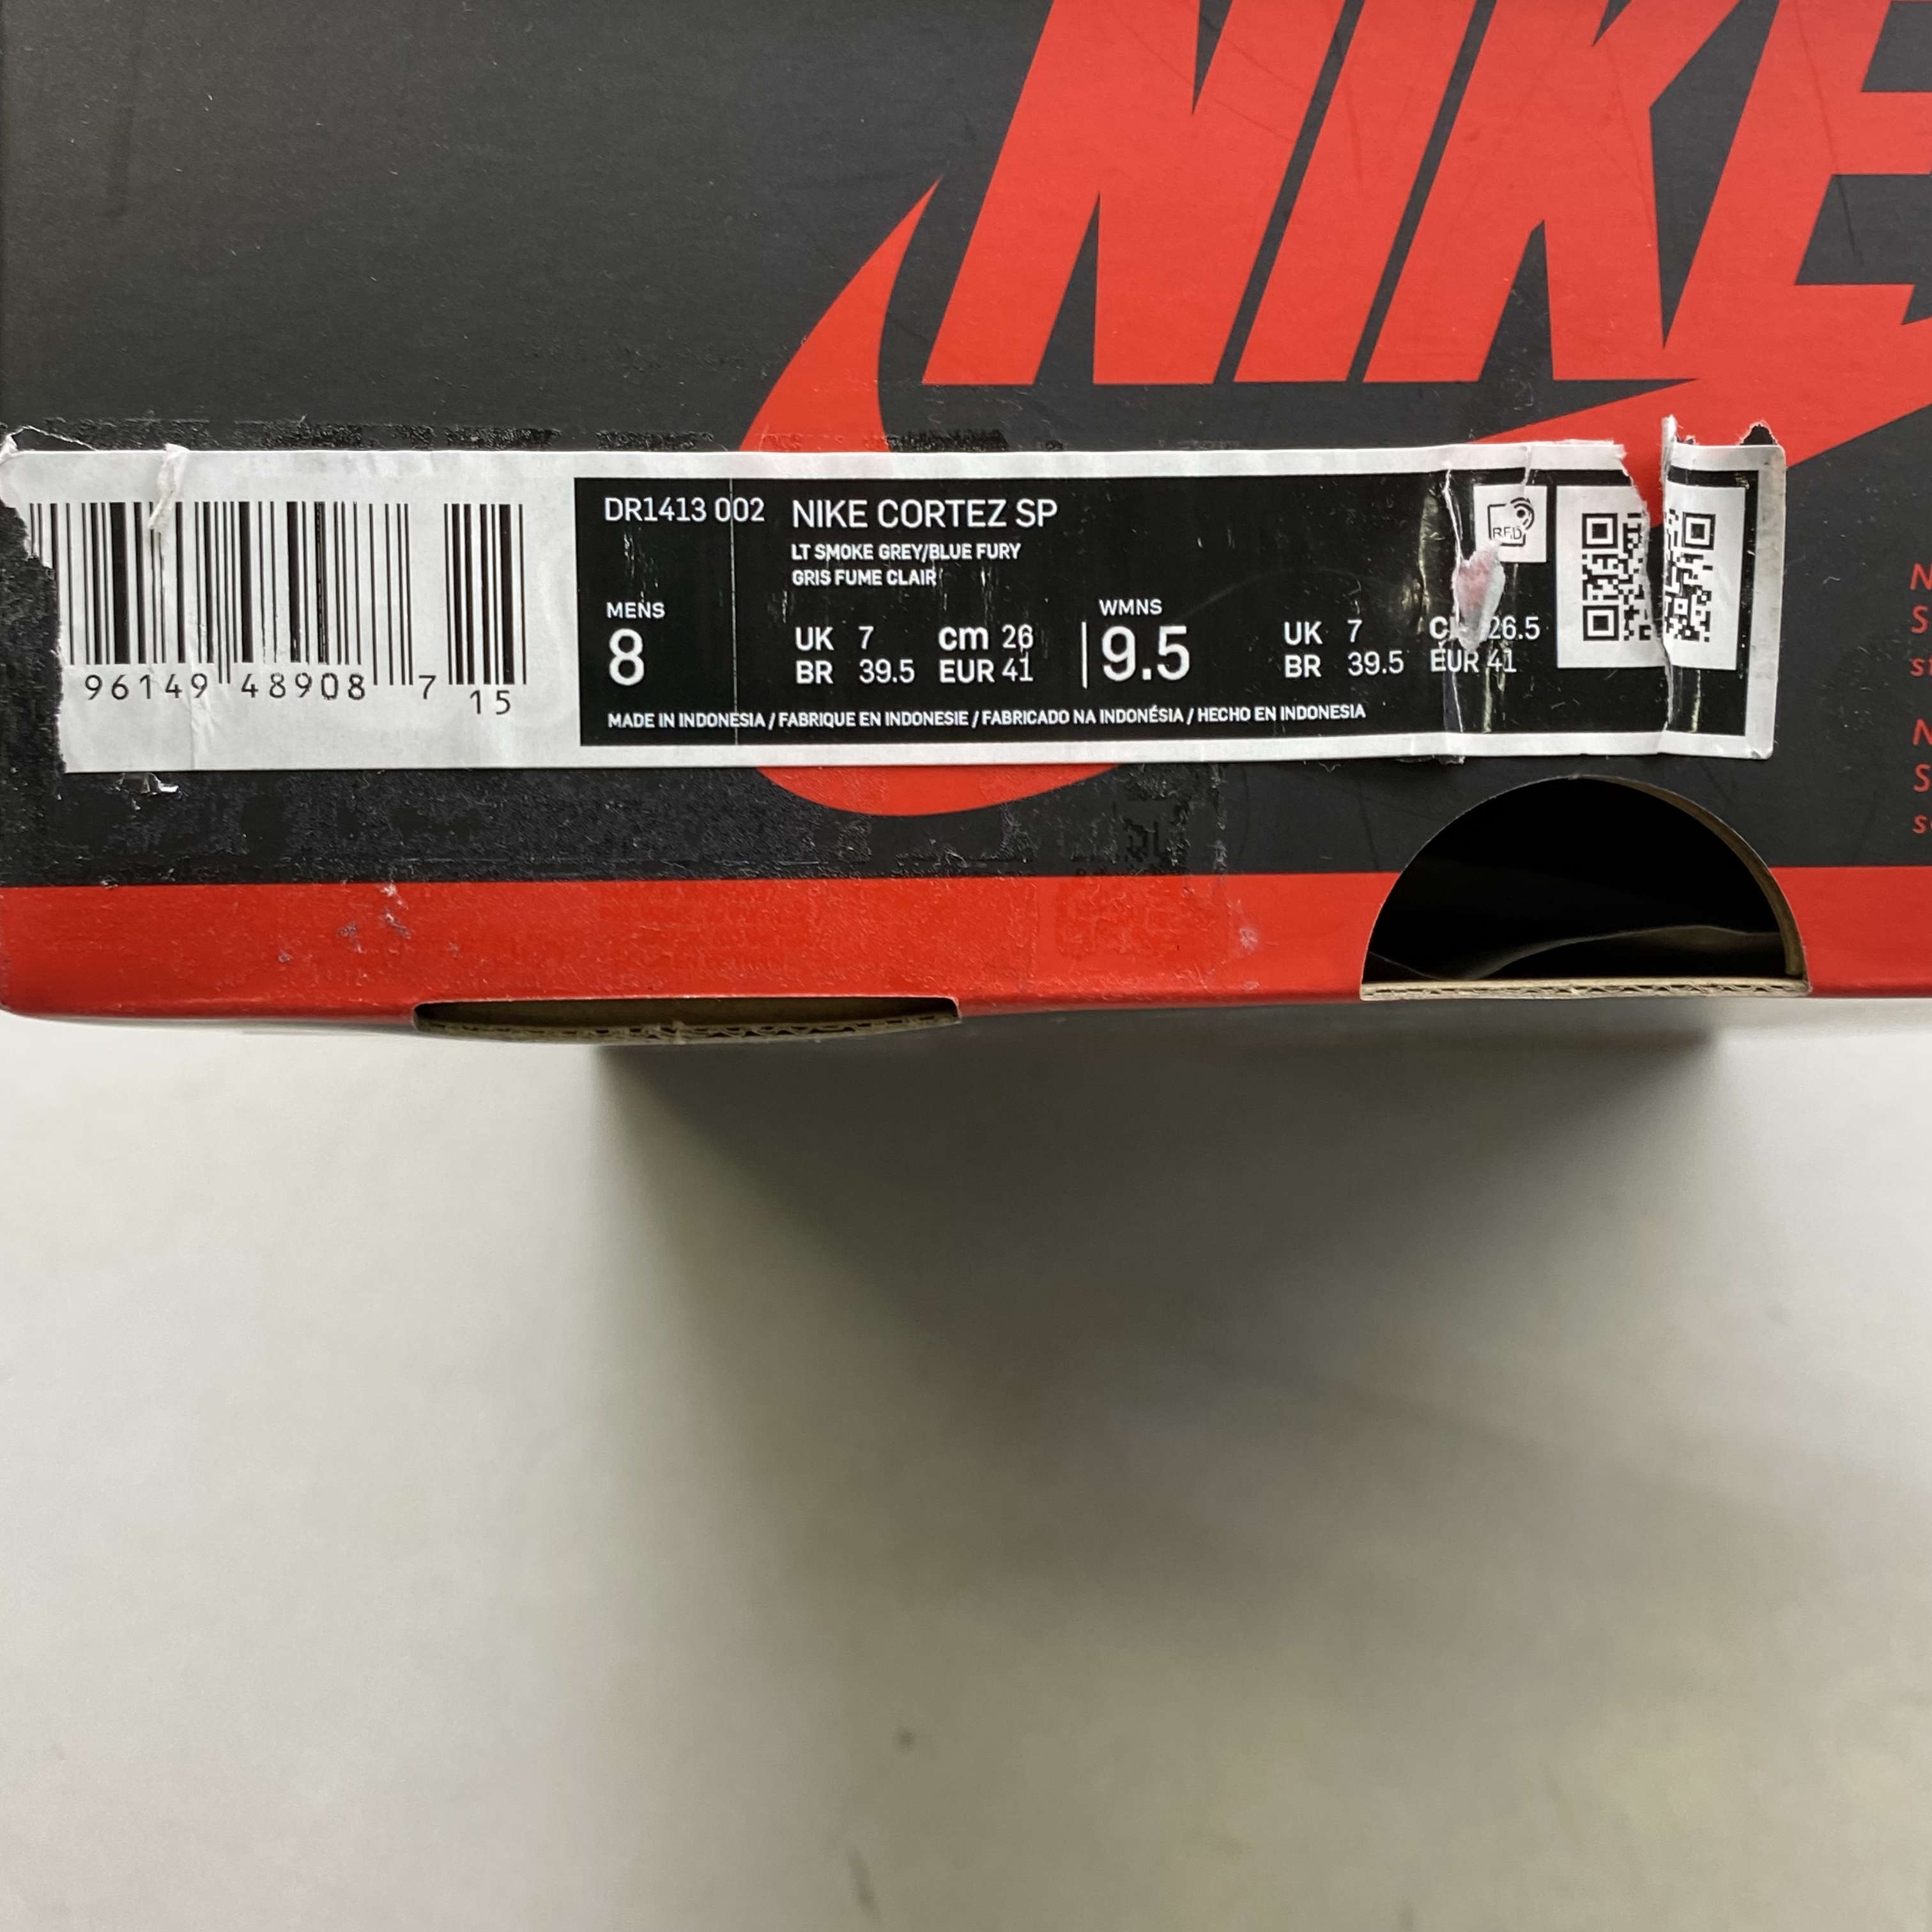 NIKE
DR1413 002 NIKE CORTEZ SP
LT SMOKE GREY/BLUE FURY
GRIS FUME CLAIR
RFID
MENS
8
UK 7 cm 26
BR 39.5 EUR 41
WMNS
9.5
UK 7 26.5
BR 39.5 EUR 41
MADE IN INDONESIA / FABRIQUE EN INDONESIE / FABRICADO NA INDONÉSIA / HECHO EN INDONESIA
96149 48908 7 15